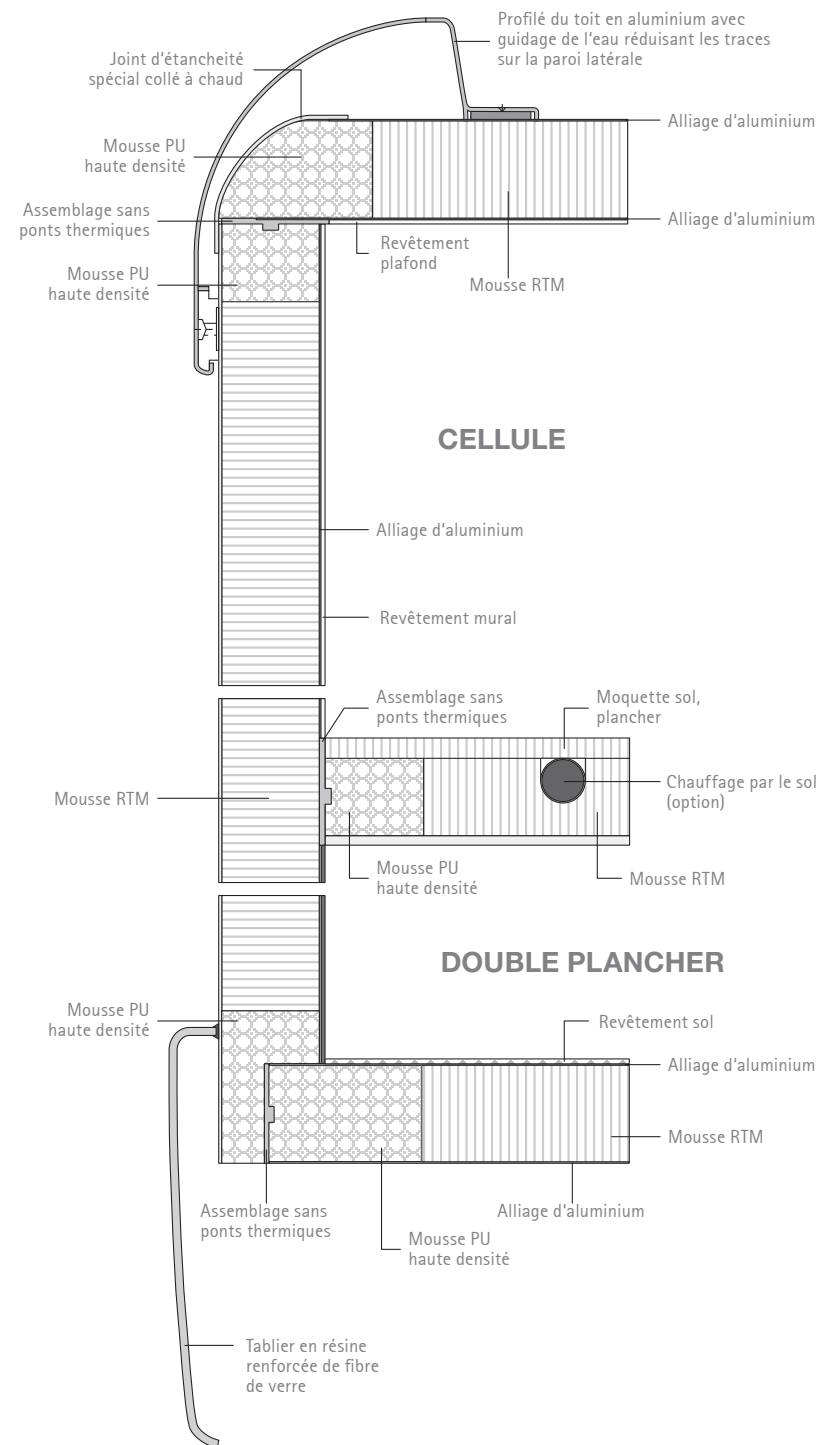 Profilé du toit en aluminium avec
guidage de l'eau réduisant les traces
sur la paroi latérale
Joint d'étancheité
spécial collé à chaud
Alliage d'aluminium
Mousse PU
haute densité
Assemblage sans
ponts thermiques
Alliage d'aluminium
Revêtement
plafond
Mousse PU
haute densité
Mousse RTM
CELLULE
Alliage d'aluminium
Revêtement mural
Assemblage sans
ponts thermiques
Moquette sol,
plancher
Mousse RTM
Chauffage par le sol
(option)
Mousse PU
haute densité
Mousse RTM
DOUBLE PLANCHER
Mousse PU
haute densité
Revêtement sol
Alliage d'aluminium
Mousse RTM
Assemblage sans
ponts thermiques
Alliage d'aluminium
Mousse PU
haute densité
Tablier en résine
renforcée de fibre
de verre